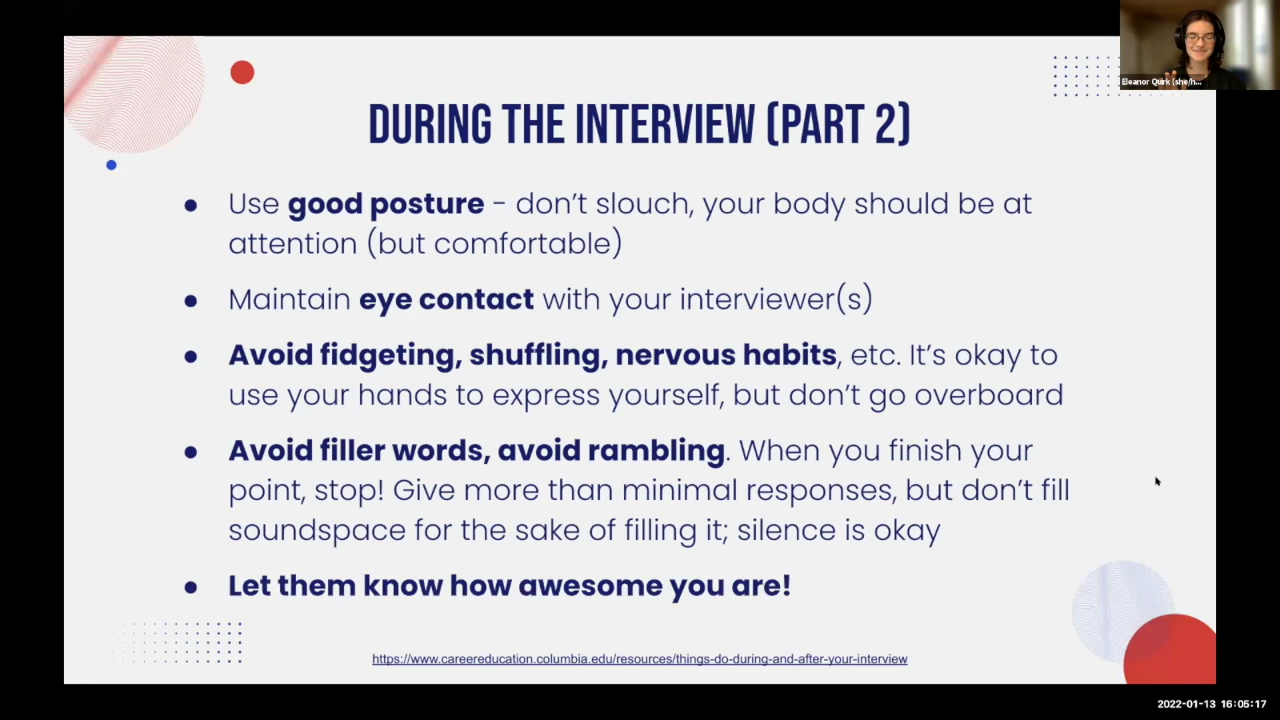 Eleanor Quirk (she/h...
DURING THE INTERVIEW (PART 2)
● Use good posture - don't slouch, your body should be at
attention (but comfortable)
● Maintain eye contact with your interviewer(s)
● Avoid fidgeting, shuffling, nervous habits, etc. It's okay to
use your hands to express yourself, but don't go overboard
● Avoid filler words, avoid rambling. When you finish your
point, stop! Give more than minimal responses, but don't fill
soundspace for the sake of filling it; silence is okay
● Let them know how awesome you are!
https://www.careereducation.columbia.edu/resources/things-do-during-and-after-your-interview
2022-01-13 16:05:17